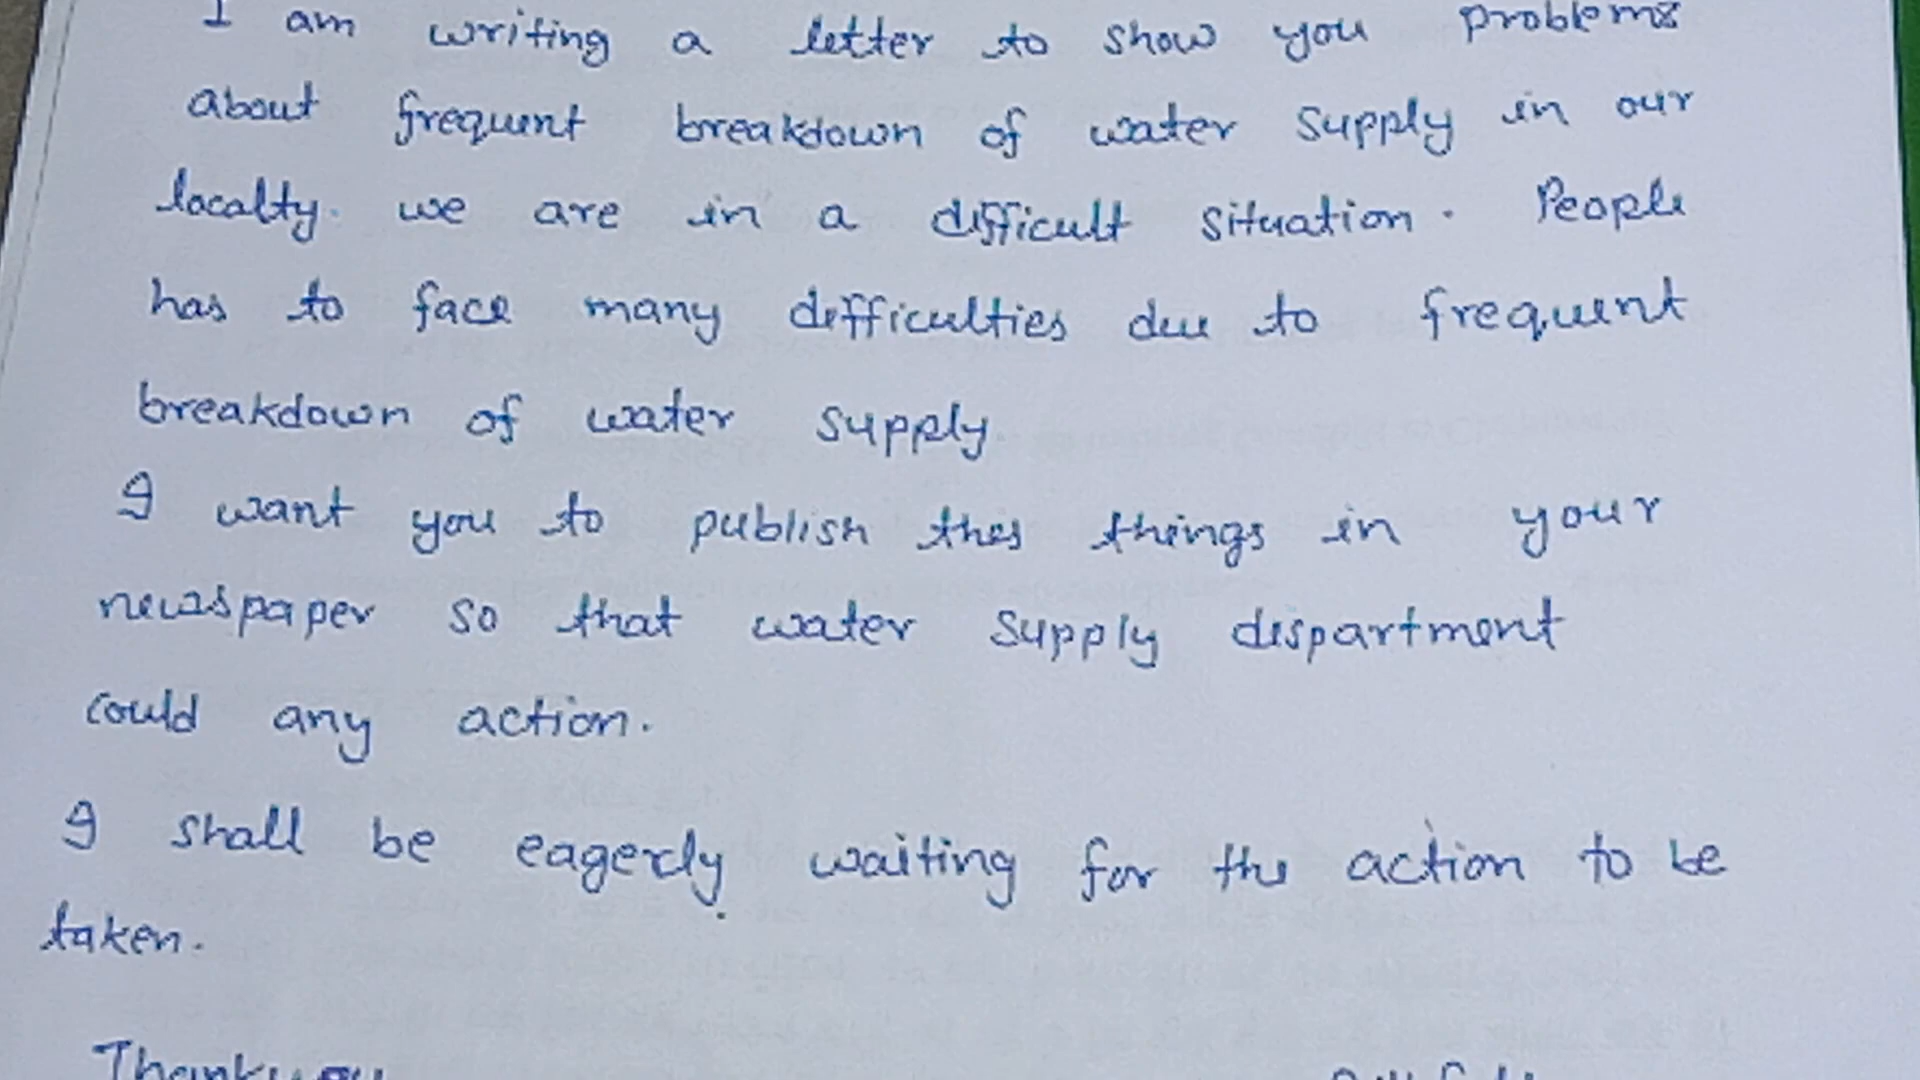 I am writing a letter to show you problems
about frequent breakdown of water supply in our
localty. we are in a difficult situation. People
has to face many difficulties due to frequent
breakdown of water supply
I want you to publish thes things in your
newspaper so that water supply dispartment
could any action.
I shall be eagerly waiting for the action to be
taken.
Thankyou